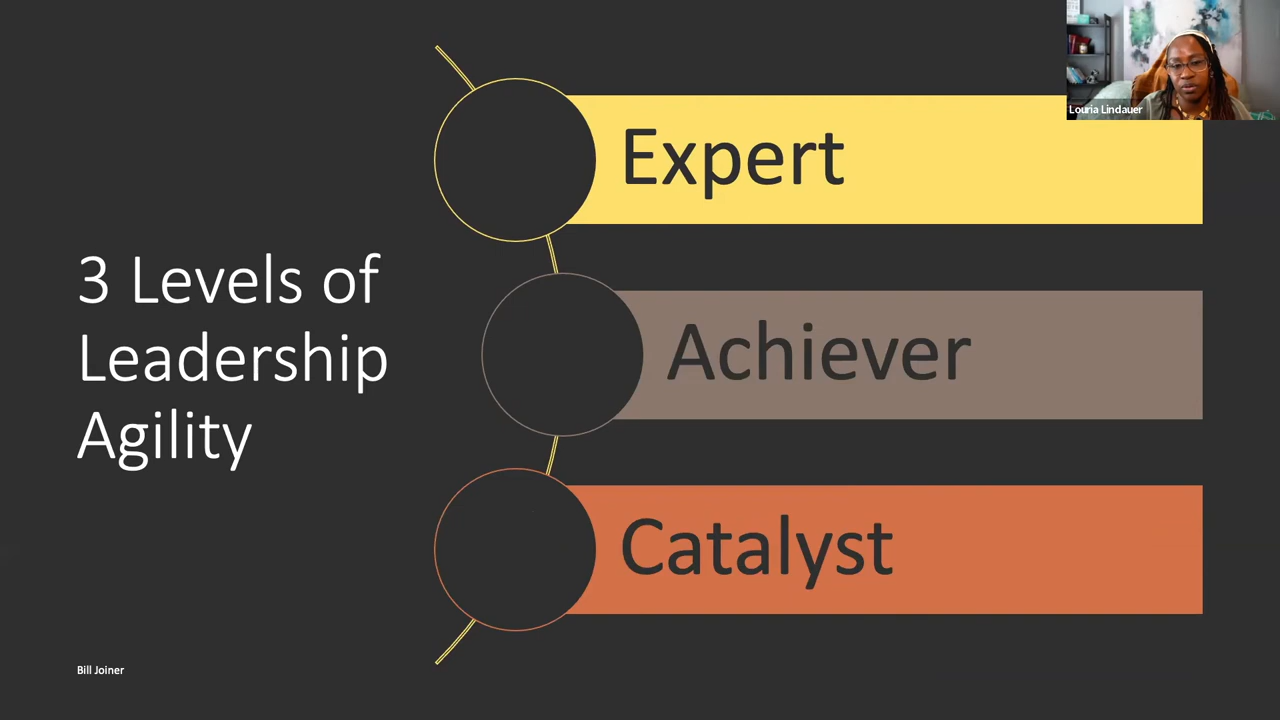 3 Levels of
Leadership
Agility
Expert
Achiever
Catalyst
Bill Joiner
Louria Lindauer